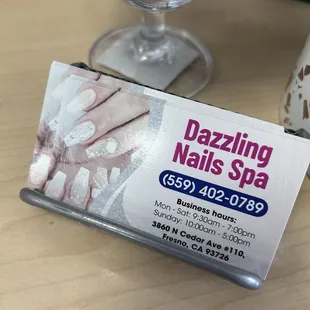 Dazzling
Nails Spa
(559) 402-0789
Business hours:
Mon - Sat: 9:30am - 7:00pm
Sunday: 10:00am - 5:00pm
3860 N Cedar Ave #110,
Fresno, CA 93726